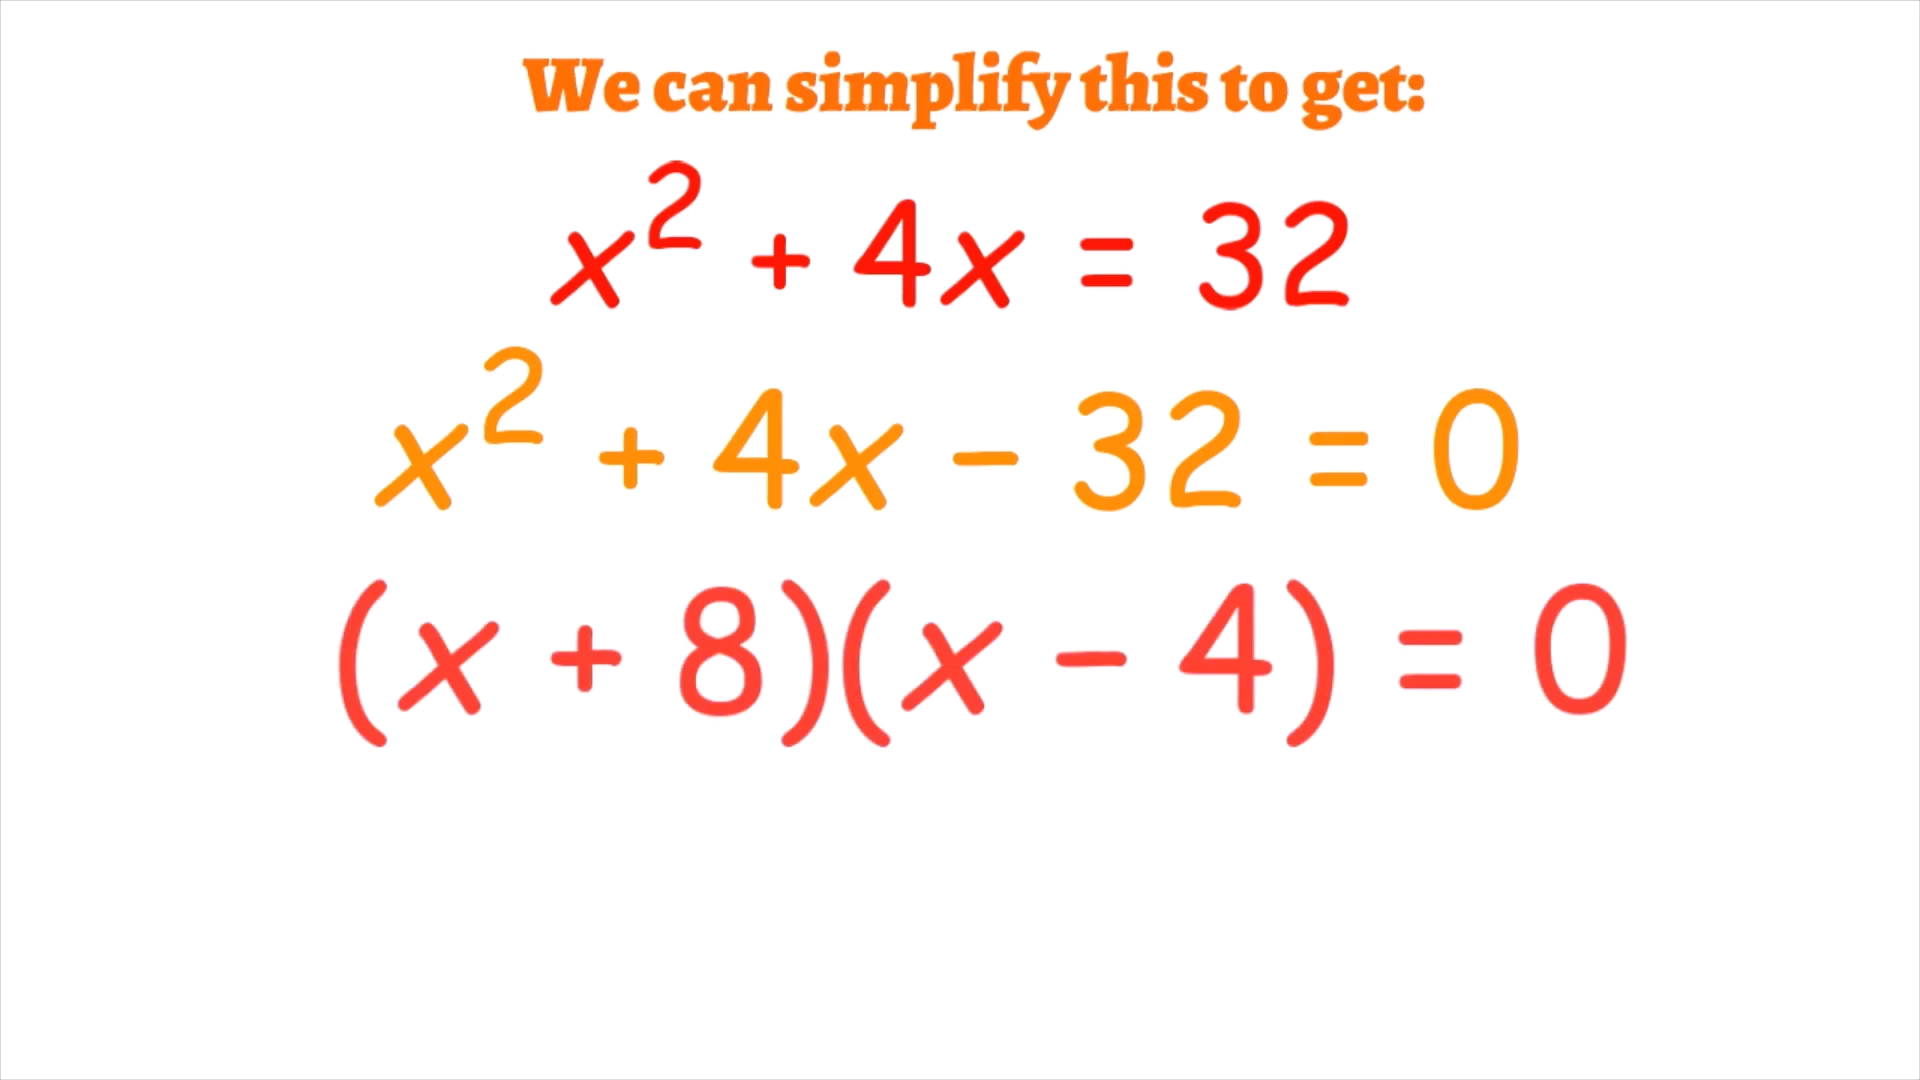 We can simplify this to get:
x² + 4x = 32
x² + 4x − 32 = 0
(x + 8)(x − 4) = 0